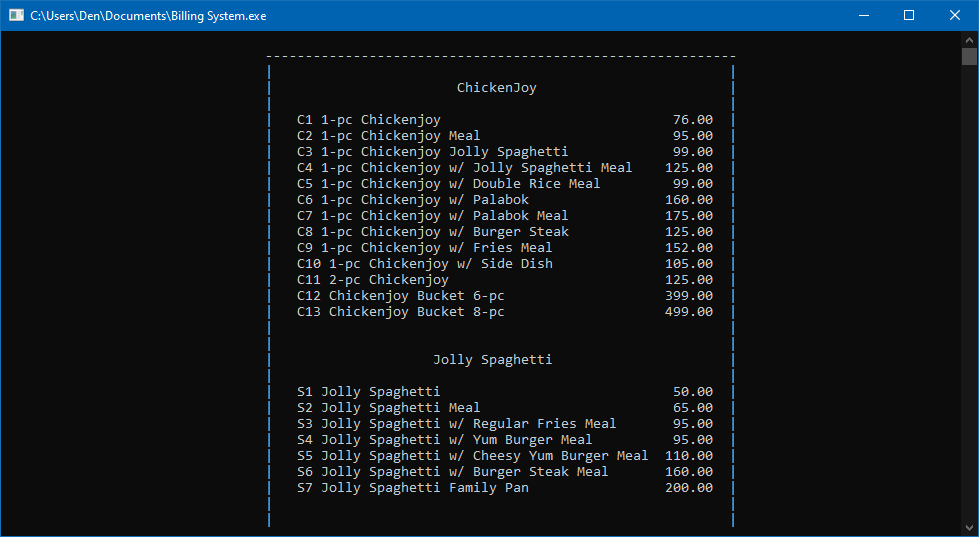 C:\Users\Den\Documents\Billing System.exe
ChickenJoy
C1 1-pc Chickenjoy 76.00
C2 1-pc Chickenjoy Meal 95.00
C3 1-pc Chickenjoy Jolly Spaghetti 99.00
C4 1-pc Chickenjoy w/ Jolly Spaghetti Meal 125.00
C5 1-pc Chickenjoy w/ Double Rice Meal 99.00
C6 1-pc Chickenjoy w/ Palabok 160.00
C7 1-pc Chickenjoy w/ Palabok Meal 175.00
C8 1-pc Chickenjoy w/ Burger Steak 125.00
C9 1-pc Chickenjoy w/ Fries Meal 152.00
C10 1-pc Chickenjoy w/ Side Dish 105.00
C11 2-pc Chickenjoy 125.00
C12 Chickenjoy Bucket 6-pc 399.00
C13 Chickenjoy Bucket 8-pc 499.00
Jolly Spaghetti
S1 Jolly Spaghetti 50.00
S2 Jolly Spaghetti Meal 65.00
S3 Jolly Spaghetti w/ Regular Fries Meal 95.00
S4 Jolly Spaghetti w/ Yum Burger Meal 95.00
S5 Jolly Spaghetti w/ Cheesy Yum Burger Meal 110.00
S6 Jolly Spaghetti w/ Burger Steak Meal 160.00
S7 Jolly Spaghetti Family Pan 200.00